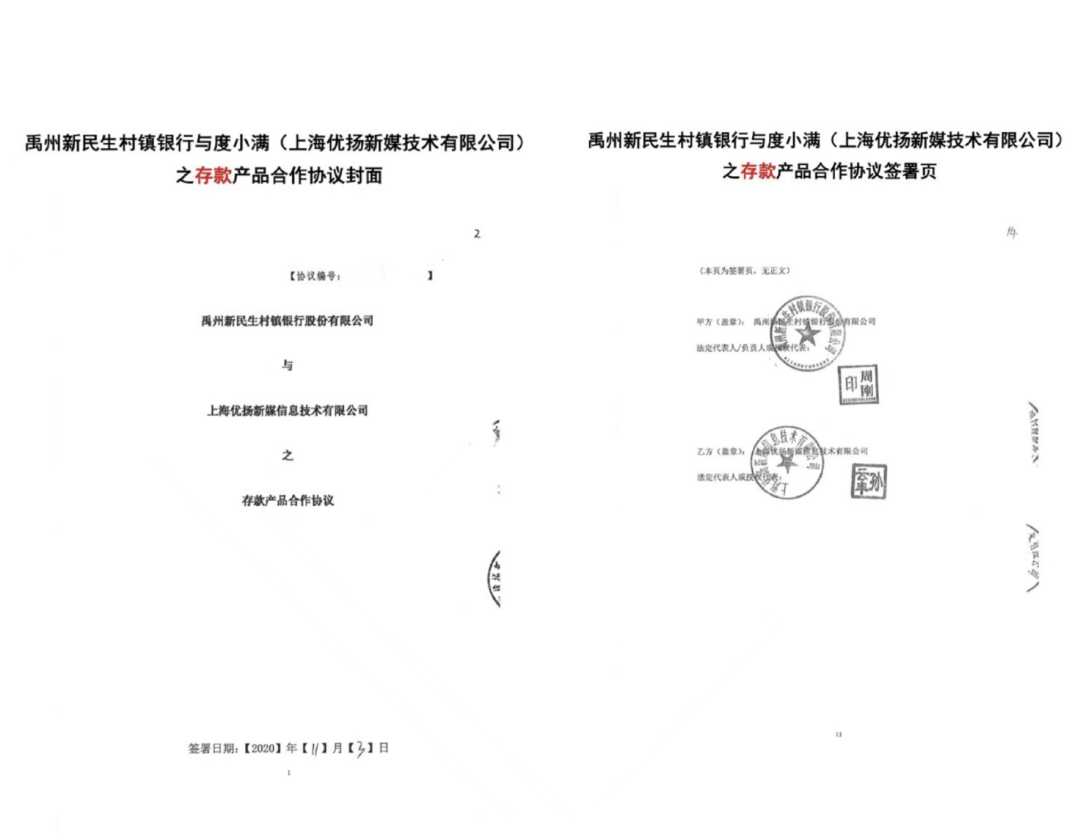 禹州新民生村镇银行与度小满（上海优扬新媒技术有限公司）
之存款产品合作协议封面
2
【协议编号： 】
禹州新民生村镇银行股份有限公司
与
上海优扬新媒信息技术有限公司
之
存款产品合作协议
签署日期：【2020】年【11】月【3】日
1
禹州新民生村镇银行与度小满（上海优扬新媒技术有限公司）
之存款产品合作协议签署页
14
（本页为签署页，无正文）
甲方（盖章）： 禹州新民生村镇银行股份有限公司
法定代表人/负责人或授权代表：
周刚
印
乙方（盖章）： 上海优扬新媒信息技术有限公司
法定代表人或授权代表：
13